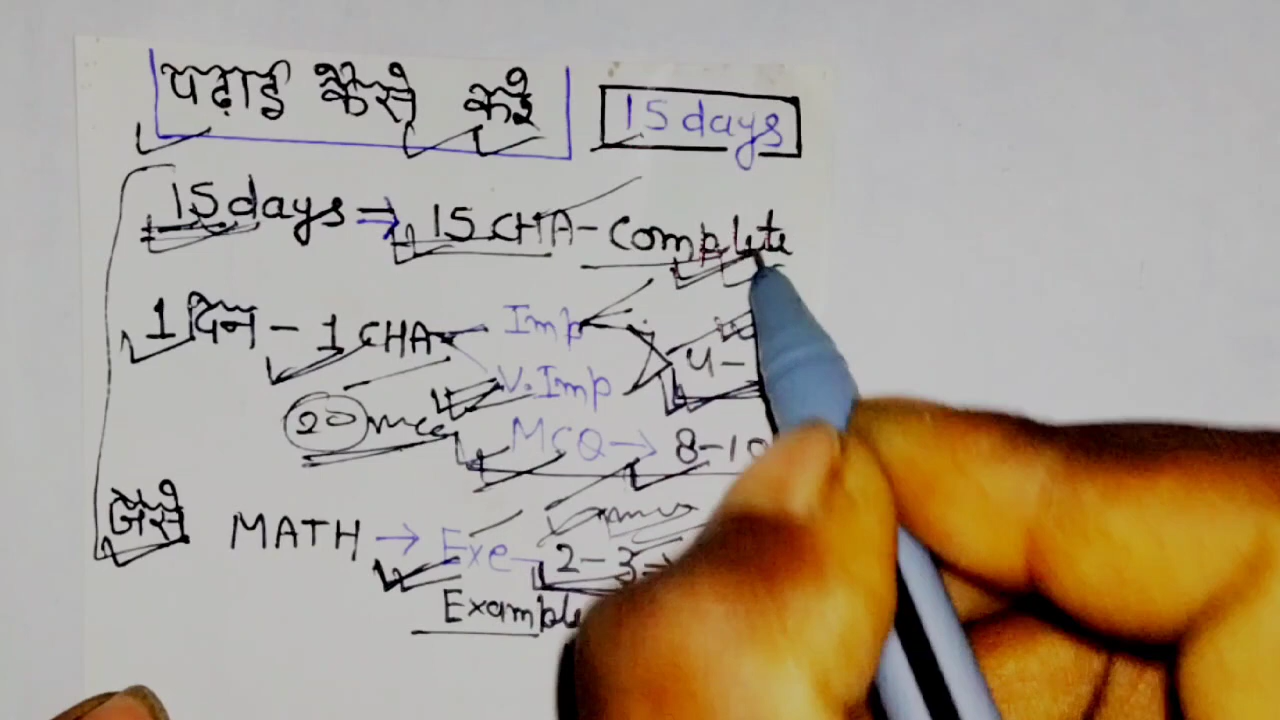 पढ़ाई कैसे करे 15 days
15 days ⇒ 15 CHA - Complete
1 दिन - 1 CHA Imp
V. Imp 4 -
20 mcq MCQ → 8 - 10
जैसे MATH → Exe - 2 - 3
Example